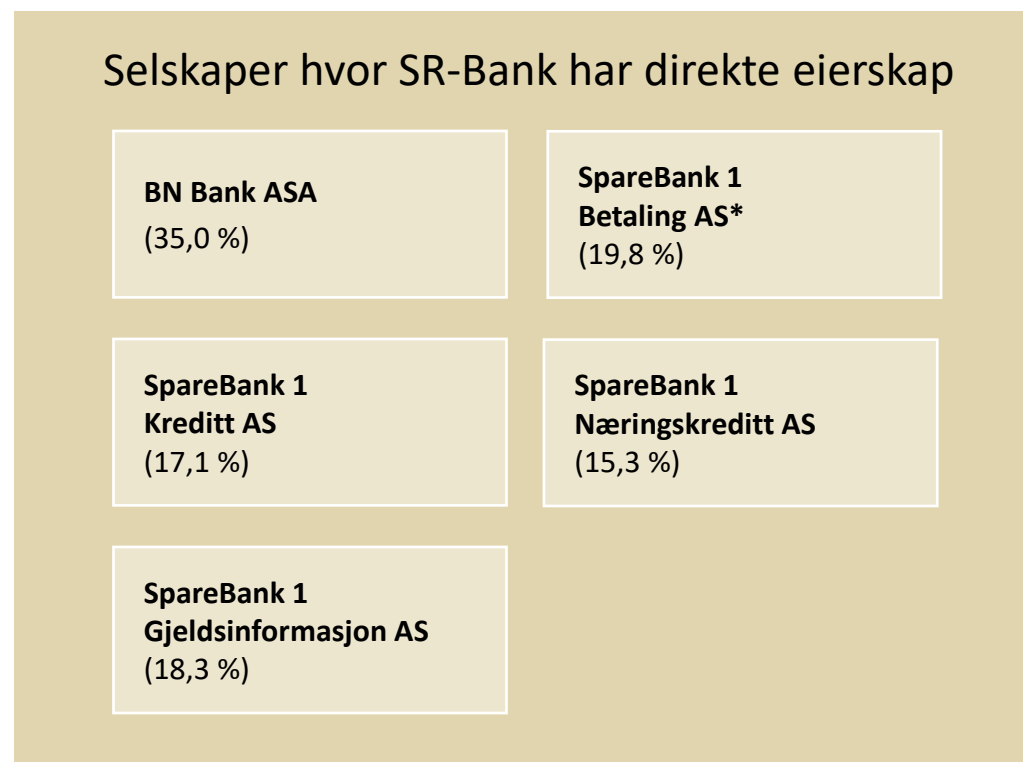 Selskaper hvor SR-Bank har direkte eierskap
BN Bank ASA
(35,0 %)
SpareBank 1
Betaling AS*
(19,8 %)
SpareBank 1
Kreditt AS
(17,1 %)
SpareBank 1
Næringskreditt AS
(15,3 %)
SpareBank 1
Gjeldsinformasjon AS
(18,3 %)